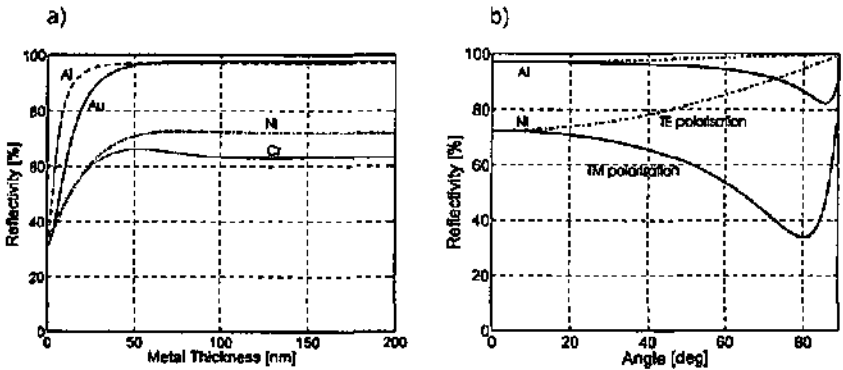 a)
100
80
60
40
20
0
Reflectivity [%]
Al
Au
Ni
Cr
0 50 100 150 200
Metal Thickness [nm]
b)
100
80
60
40
20
0
Reflectivity [%]
Al
Ni
TE polarisation
TM polarisation
0 20 40 60 80
Angle [deg]